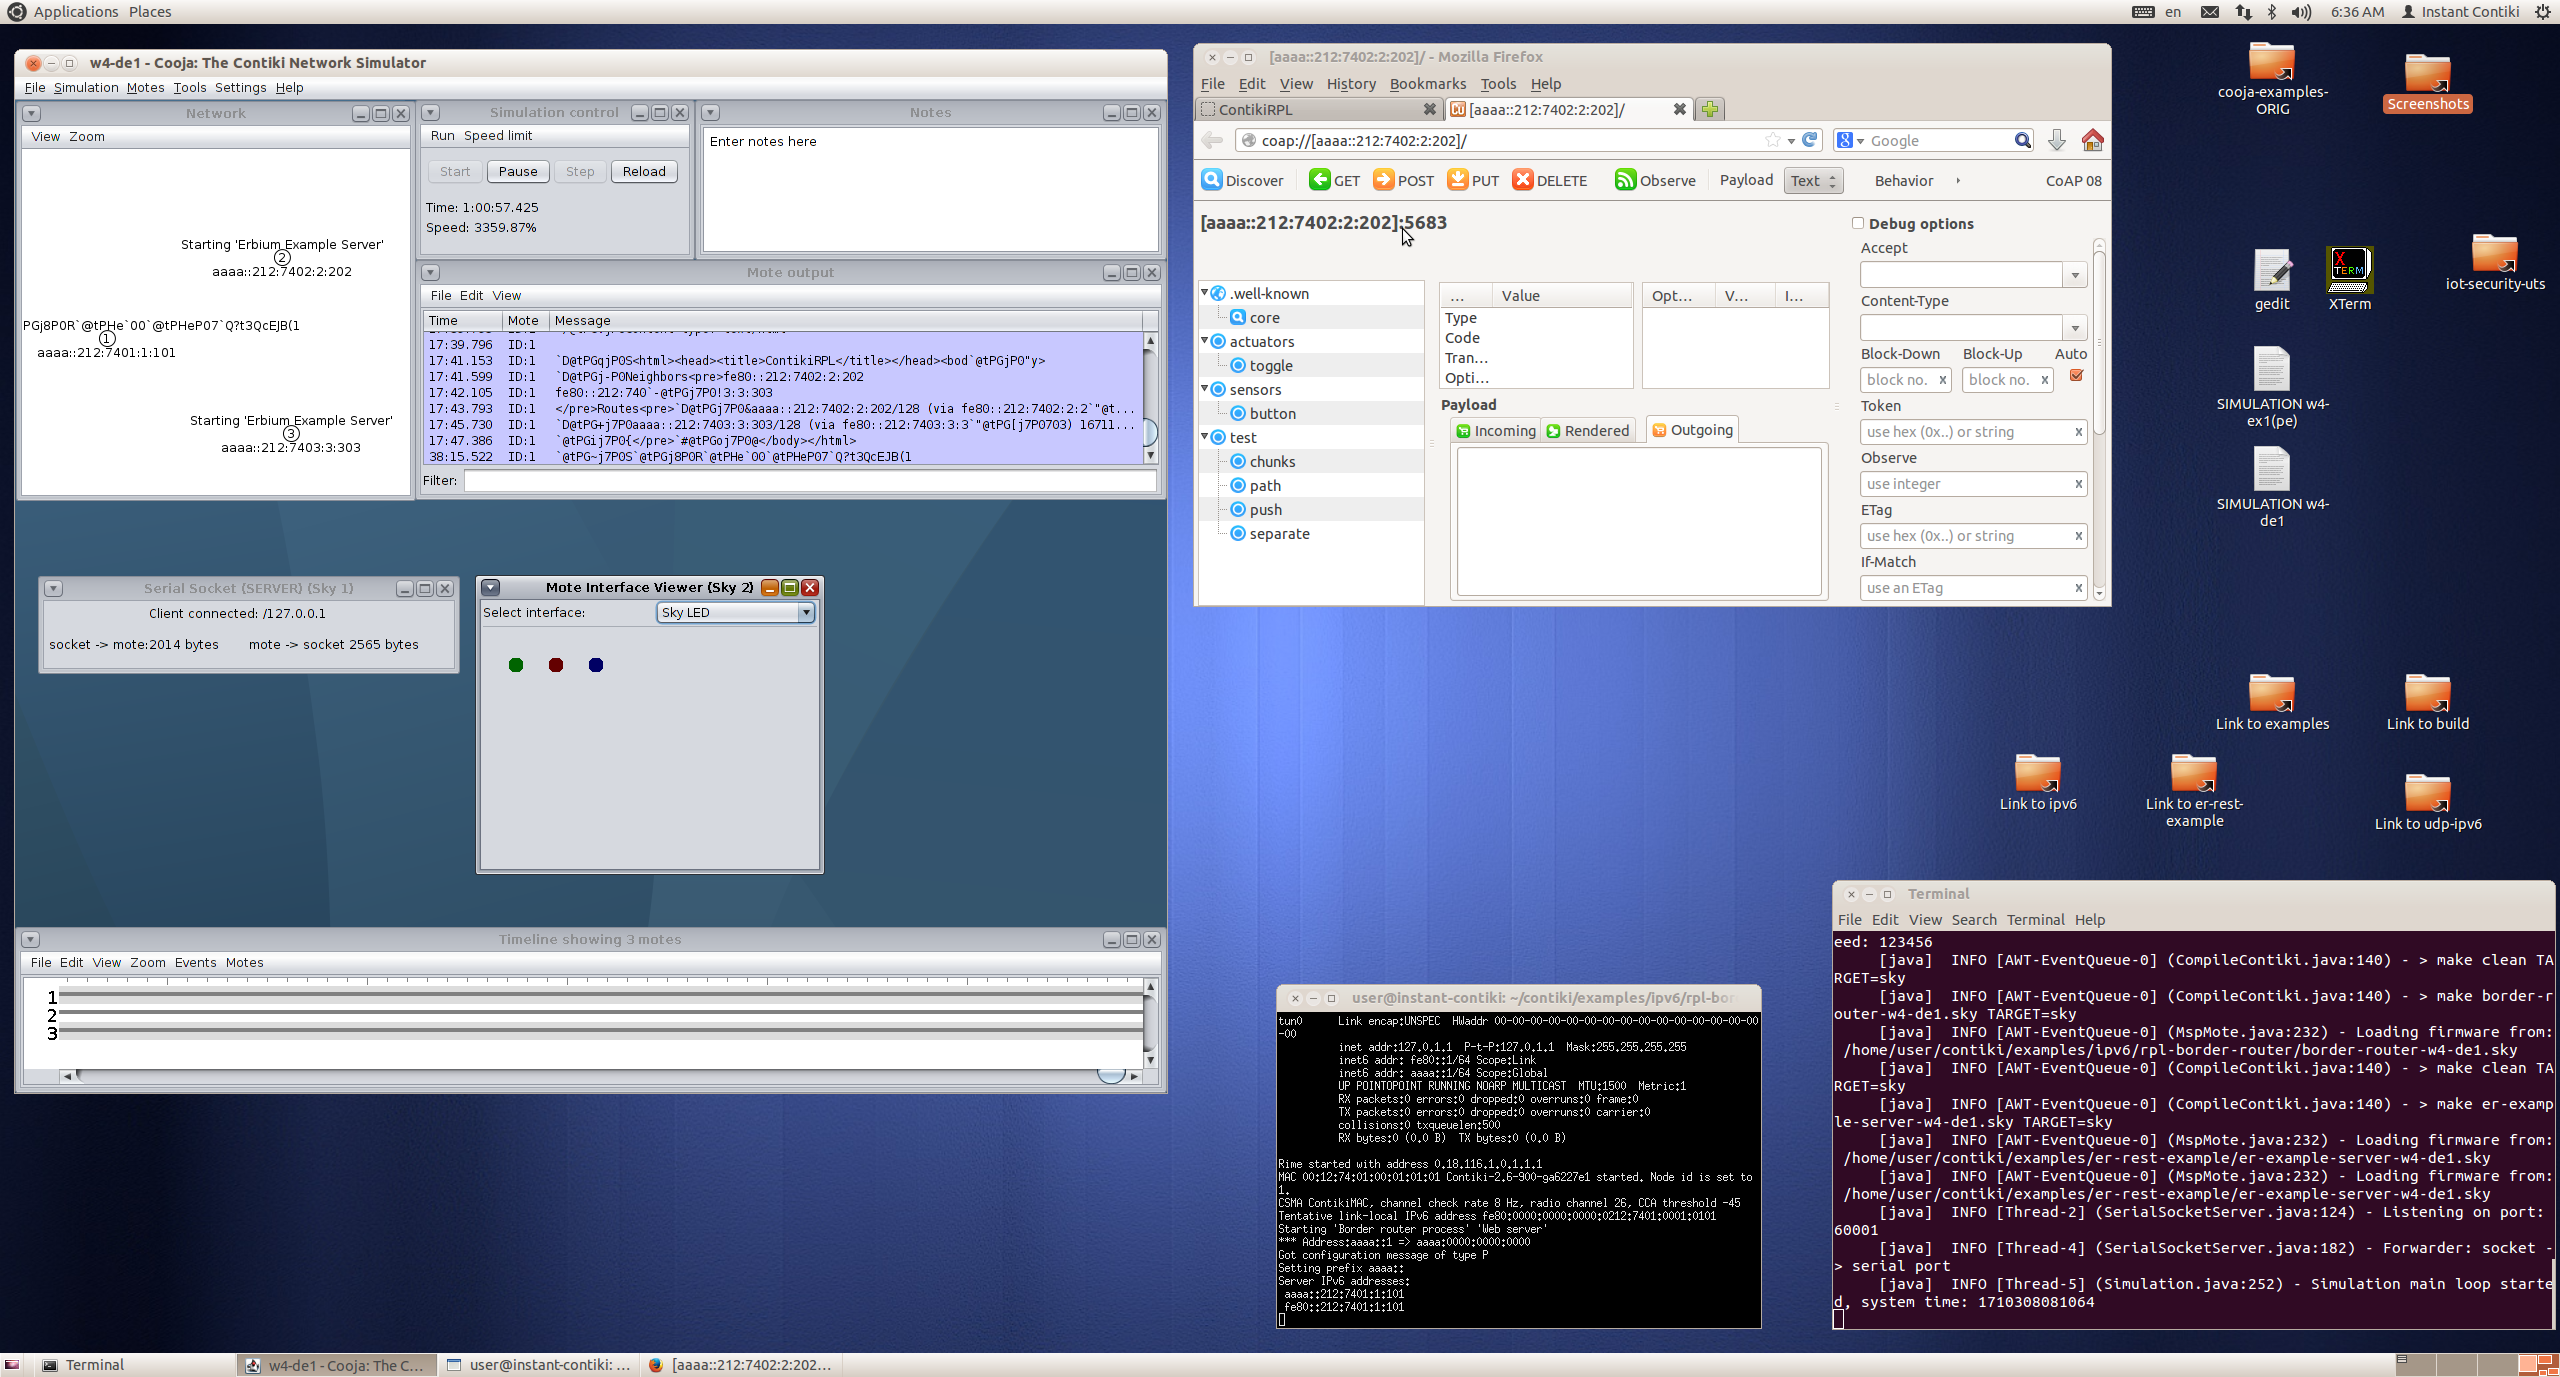 Applications Places
en 6:36 AM Instant Contiki
w4-de1 - Cooja: The Contiki Network Simulator
File Simulation Motes Tools Settings Help
Network
View Zoom
Starting 'Erbium Example Server'
2
aaaa::212:7402:2:202
PGj8P0R`@tPHe`00`@tPHeP07`Q?t3QcEJB(1
1
aaaa::212:7401:1:101
Starting 'Erbium Example Server'
3
aaaa::212:7403:3:303
Simulation control
Run Speed limit
Start Pause Step Reload
Time: 1:00:57.425
Speed: 3359.87%
Notes
Enter notes here
Mote output
File Edit View
Time Mote Message
17:39.796 ID:1
17:41.153 ID:1 `D@tPGqjP0S<html><head><title>ContikiRPL</title></head><bod`@tPGjP0"y>
17:41.599 ID:1 `D@tPGj-P0Neighbors<pre>fe80::212:7402:2:202
17:42.105 ID:1 fe80::212:740`-@tPGj7P0!3:3:303
17:43.793 ID:1 </pre>Routes<pre>`D@tPGj7P0&aaaa::212:7402:2:202/128 (via fe80::212:7402:2:2`"@t...
17:45.730 ID:1 `D@tPG+j7P0aaaa::212:7403:3:303/128 (via fe80::212:7403:3:3`"@tPG[j7P0703) 16711...
17:47.386 ID:1 `@tPGij7P0{</pre>`#@tPGoj7P0@</body></html>
38:15.522 ID:1 `@tPG~j7P0S`@tPGj8P0R`@tPHe`00`@tPHeP07`Q?t3QcEJB(1
Filter:
Serial Socket (SERVER) (Sky 1)
Client connected: /127.0.0.1
socket -> mote:2014 bytes mote -> socket 2565 bytes
Mote Interface Viewer (Sky 2)
Select interface: Sky LED
Timeline showing 3 motes
File Edit View Zoom Events Motes
1
2
3
[aaaa::212:7402:2:202]/ - Mozilla Firefox
File Edit View History Bookmarks Tools Help
ContikiRPL [aaaa::212:7402:2:202]/
coap://[aaaa::212:7402:2:202]/ Google
Discover GET POST PUT DELETE Observe Payload Text Behavior CoAP 08
[aaaa::212:7402:2:202]:5683
.well-known
core
actuators
toggle
sensors
button
test
chunks
path
push
separate
... Value
Type
Code
Tran...
Opti...
Opt... V... I...
Payload
Incoming Rendered Outgoing
Debug options
Accept
Content-Type
Block-Down Block-Up Auto
block no. x block no. x
Token
use hex (0x..) or string x
Observe
use integer x
ETag
use hex (0x..) or string x
If-Match
use an ETag x
cooja-examples-
ORIG
Screenshots
gedit
XTERM
XTerm
iot-security-uts
SIMULATION w4-
ex1(pe)
SIMULATION w4-
de1
Link to examples
Link to build
Link to ipv6
Link to er-rest-
example
Link to udp-ipv6
user@instant-contiki: ~/contiki/examples/ipv6/rpl-bor
tun0 Link encap:UNSPEC HWaddr 00-00-00-00-00-00-00-00-00-00-00-00-00-00-00
-00
inet addr:127.0.1.1 P-t-P:127.0.1.1 Mask:255.255.255.255
inet6 addr: fe80::1/64 Scope:Link
inet6 addr: aaaa::1/64 Scope:Global
UP POINTOPOINT RUNNING NOARP MULTICAST MTU:1500 Metric:1
RX packets:0 errors:0 dropped:0 overruns:0 frame:0
TX packets:0 errors:0 dropped:0 overruns:0 carrier:0
collisions:0 txqueuelen:500
RX bytes:0 (0.0 B) TX bytes:0 (0.0 B)
Rime started with address 0.18.116.1.0.1.1.1
MAC 00:12:74:01:00:01:01:01 Contiki-2.6-900-ga6227e1 started. Node id is set to
1.
CSMA ContikiMAC, channel check rate 8 Hz, radio channel 26, CCA threshold -45
Tentative link-local IPv6 address fe80:0000:0000:0000:0212:7401:0001:0101
Starting 'Border router process' 'Web server'
*** Address:aaaa::1 => aaaa:0000:0000:0000
Got configuration message of type P
Setting prefix aaaa::
Server IPv6 addresses:
aaaa::212:7401:1:101
fe80::212:7401:1:101
Terminal
File Edit View Search Terminal Help
eed: 123456
[java] INFO [AWT-EventQueue-0] (CompileContiki.java:140) - > make clean TA
RGET=sky
[java] INFO [AWT-EventQueue-0] (CompileContiki.java:140) - > make border-r
outer-w4-de1.sky TARGET=sky
[java] INFO [AWT-EventQueue-0] (MspMote.java:232) - Loading firmware from:
/home/user/contiki/examples/ipv6/rpl-border-router/border-router-w4-de1.sky
[java] INFO [AWT-EventQueue-0] (CompileContiki.java:140) - > make clean TA
RGET=sky
[java] INFO [AWT-EventQueue-0] (CompileContiki.java:140) - > make er-examp
le-server-w4-de1.sky TARGET=sky
[java] INFO [AWT-EventQueue-0] (MspMote.java:232) - Loading firmware from:
/home/user/contiki/examples/er-rest-example/er-example-server-w4-de1.sky
[java] INFO [AWT-EventQueue-0] (MspMote.java:232) - Loading firmware from:
/home/user/contiki/examples/er-rest-example/er-example-server-w4-de1.sky
[java] INFO [Thread-2] (SerialSocketServer.java:124) - Listening on port:
60001
[java] INFO [Thread-4] (SerialSocketServer.java:182) - Forwarder: socket -
> serial port
[java] INFO [Thread-5] (Simulation.java:252) - Simulation main loop starte
d, system time: 1710308081064
Terminal w4-de1 - Cooja: The C... user@instant-contiki: ... [aaaa::212:7402:2:202...